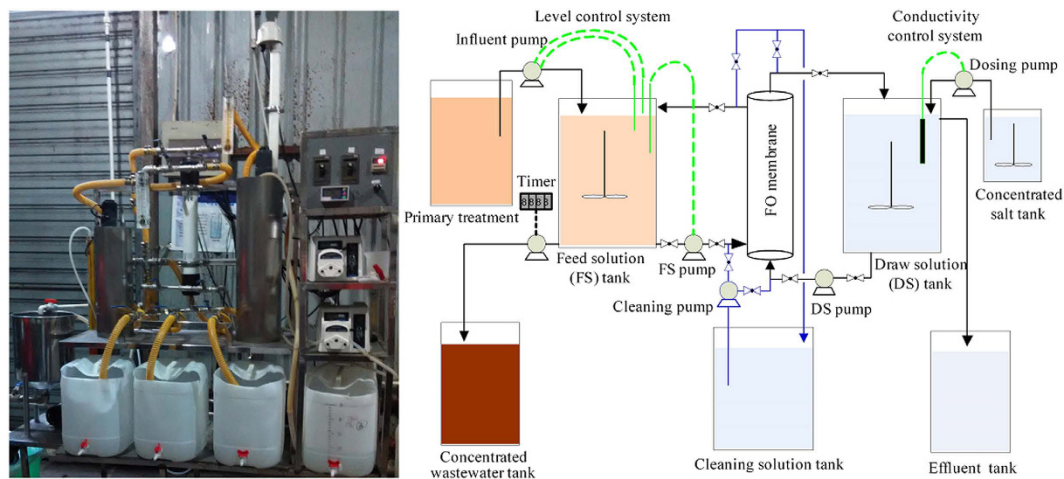 Level control system
Influent pump
Conductivity
control system
Dosing pump
Timer
8888
FO membrane
Primary treatment
Concentrated
salt tank
Feed solution
(FS) tank
FS pump
Draw solution
(DS) tank
Cleaning pump
DS pump
Concentrated
wastewater tank
Cleaning solution tank
Effluent tank